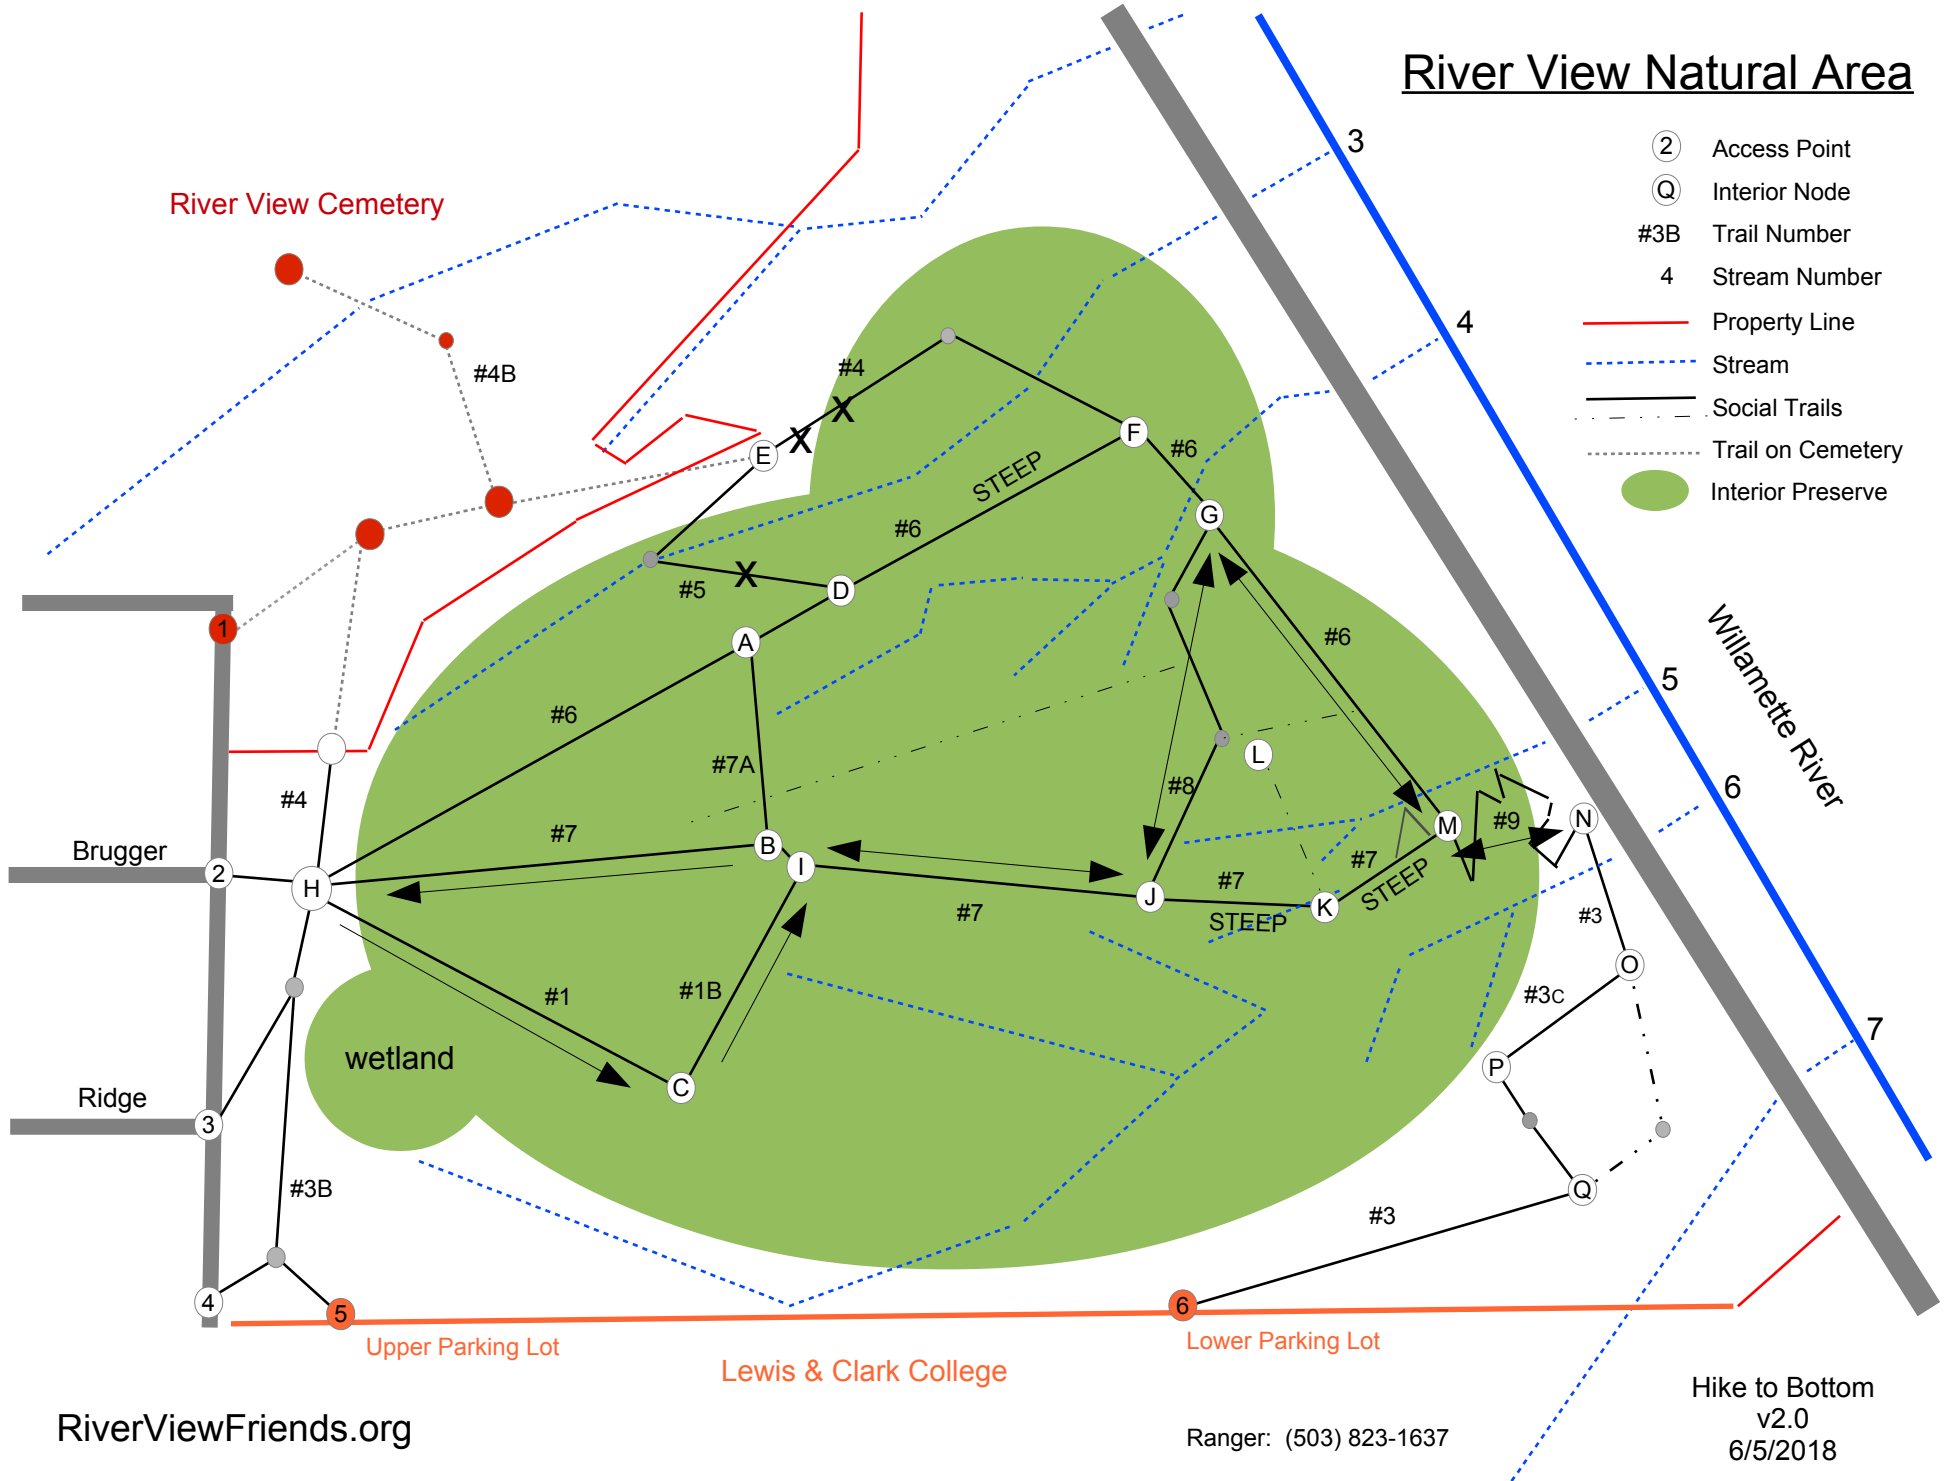 River View Natural Area
2 Access Point
Q Interior Node
#3B Trail Number
4 Stream Number
Property Line
Stream
Social Trails
Trail on Cemetery
Interior Preserve
River View Cemetery
#4B
3
4
5
6
7
Willamette River
#4
X
X
E
F
#6
STEEP
G
#6
#5
X
D
A
1
#6
#6
#7A
L
#8
#4
Brugger
2
H
#7
B
I
M
#9
N
#7
STEEP
J
#7
STEEP
K
#7
#3
O
#1
#1B
#3C
wetland
C
P
Ridge
3
#3B
Q
#3
4
5
6
Upper Parking Lot
Lower Parking Lot
Lewis & Clark College
RiverViewFriends.org
Ranger: (503) 823-1637
Hike to Bottom
v2.0
6/5/2018